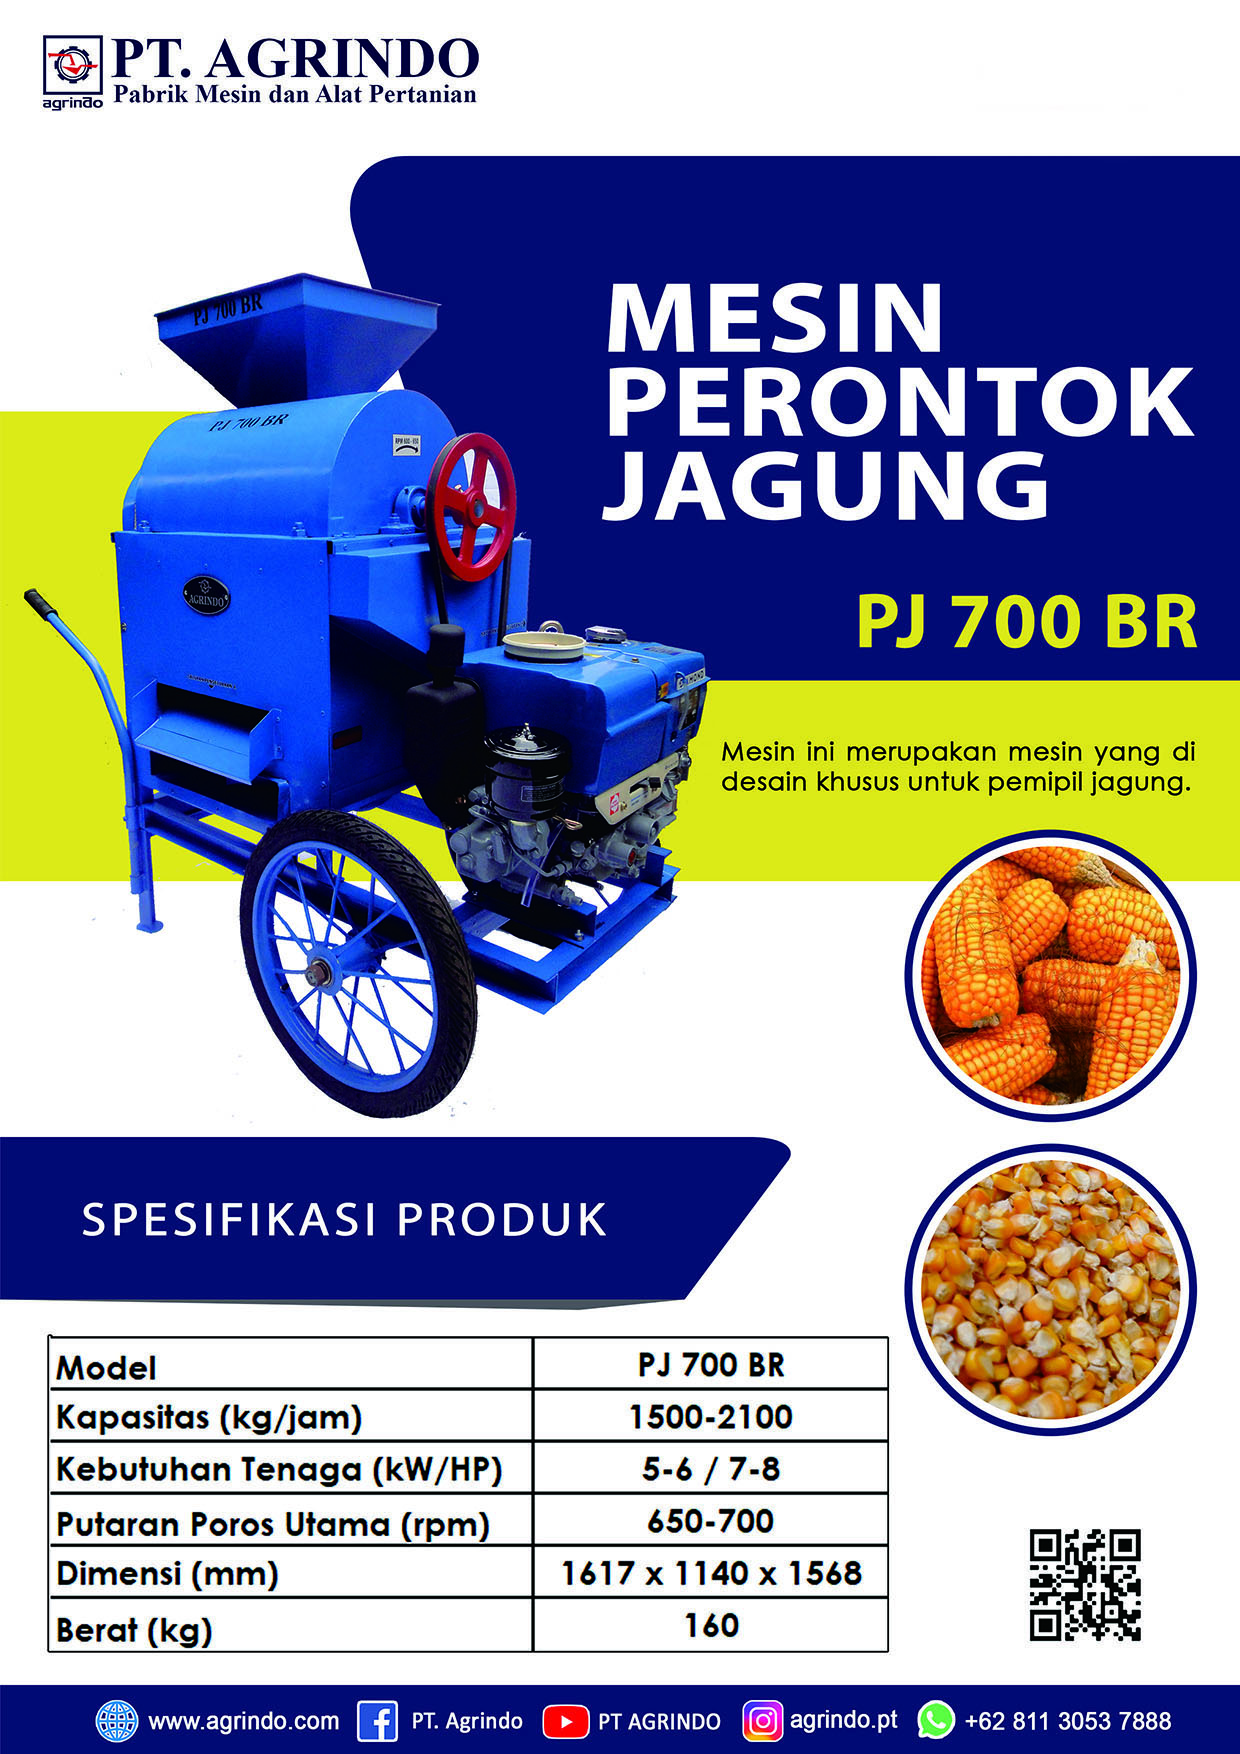 PT. AGRINDO
Pabrik Mesin dan Alat Pertanian
agrindo
MESIN
PERONTOK
JAGUNG
PJ 700 BR
PJ 700 BR
PJ 700 BR
AGRINDO
Mesin ini merupakan mesin yang di
desain khusus untuk pemipil jagung.
SPESIFIKASI PRODUK
Model PJ 700 BR
Kapasitas (kg/jam) 1500-2100
Kebutuhan Tenaga (kW/HP) 5-6 / 7-8
Putaran Poros Utama (rpm) 650-700
Dimensi (mm) 1617 x 1140 x 1568
Berat (kg) 160
www.agrindo.com PT. Agrindo PT AGRINDO agrindo.pt +62 811 3053 7888